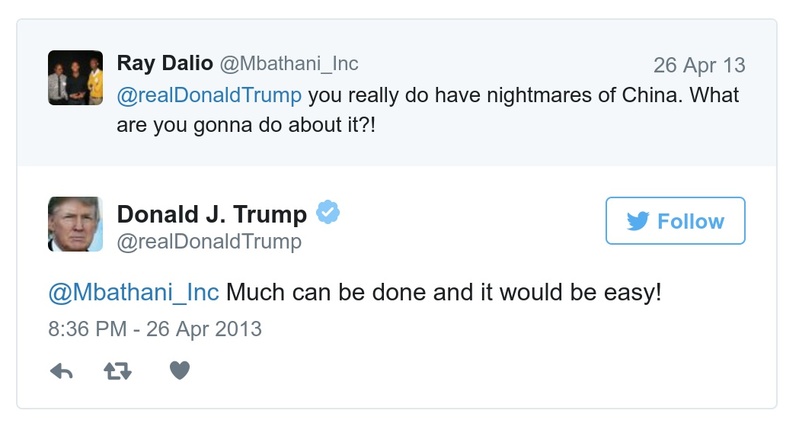 Ray Dalio @Mbathani_Inc 26 Apr 13
@realDonaldTrump you really do have nightmares of China. What
are you gonna do about it?!
Donald J. Trump
@realDonaldTrump
Follow
@Mbathani_Inc Much can be done and it would be easy!
8:36 PM - 26 Apr 2013